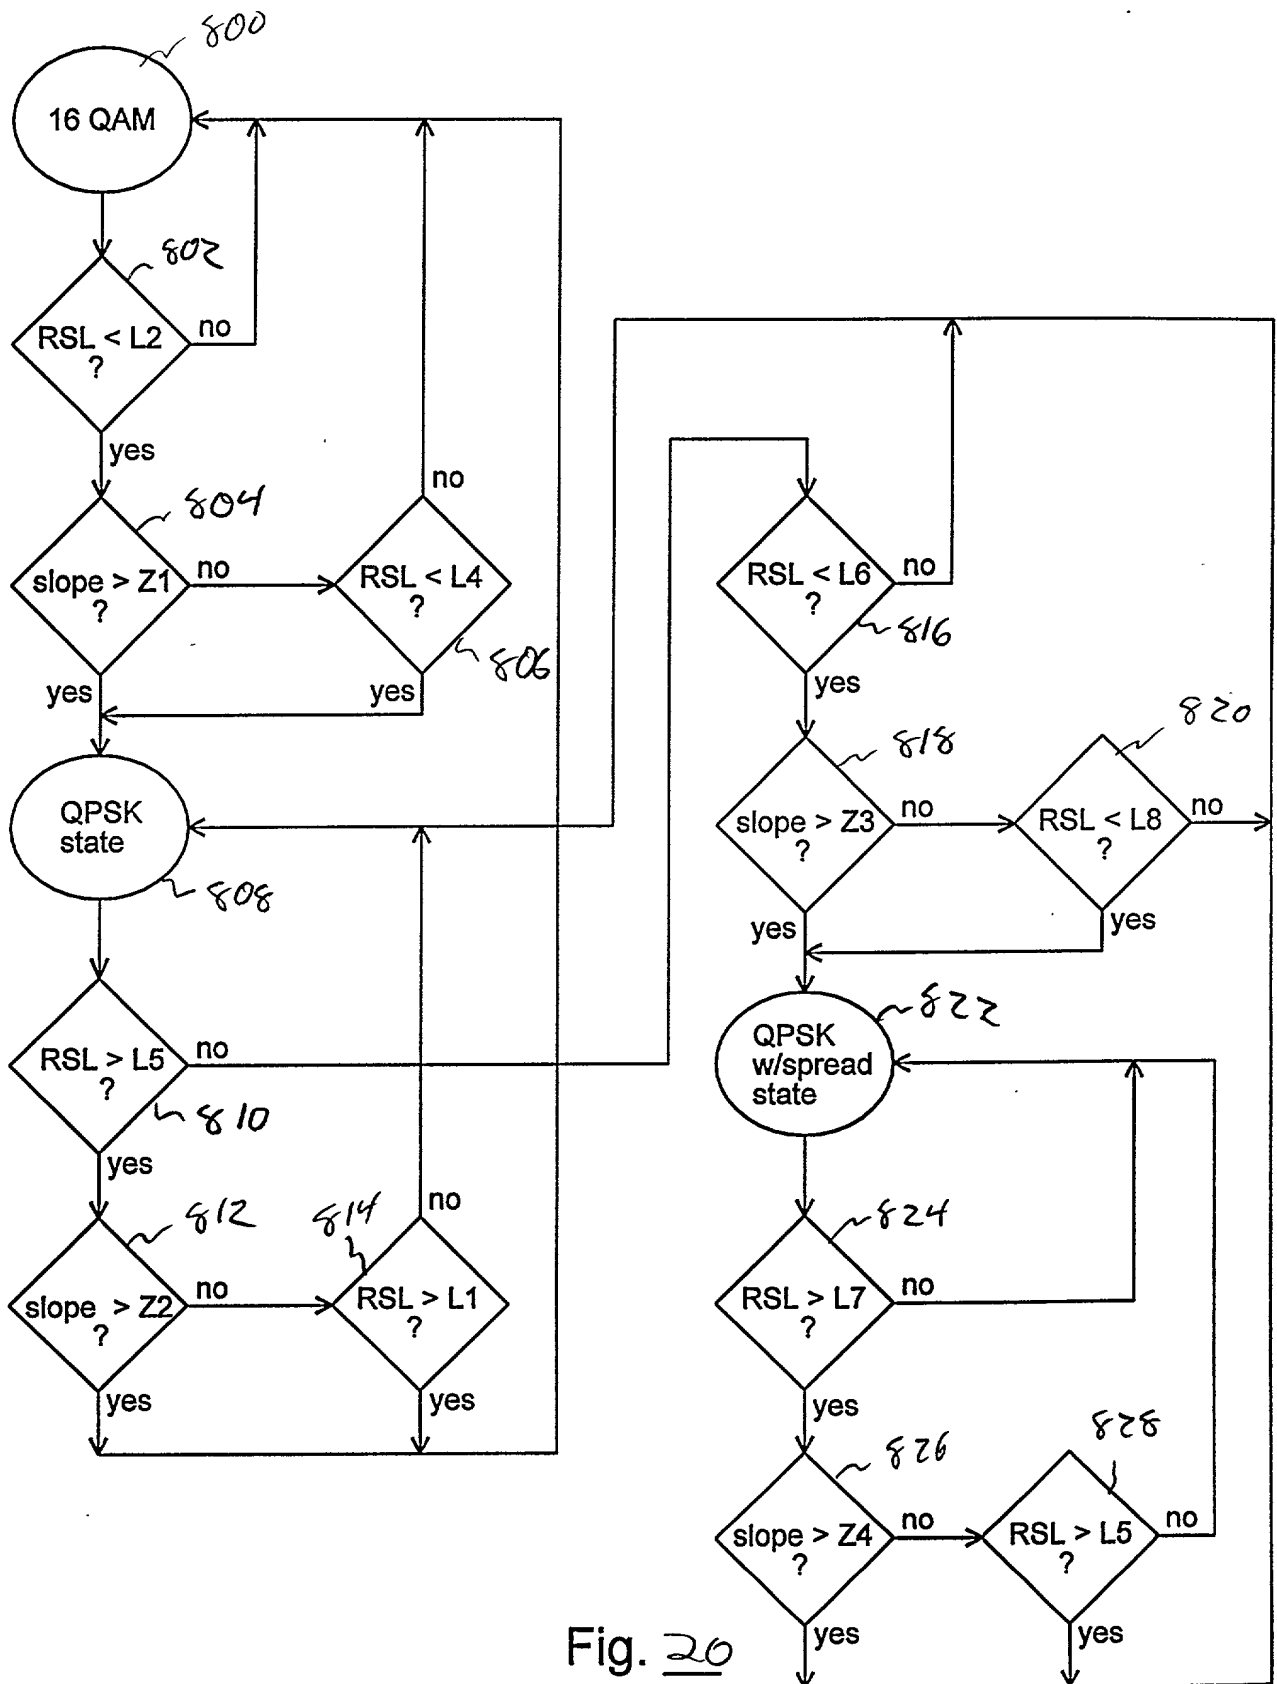 800
16 QAM
802
RSL < L2
?
no
yes
804
slope > Z1
?
no
yes
RSL < L4
?
no
806
yes
QPSK
state
808
RSL > L5
?
no
810
yes
812
slope > Z2
?
no
yes
814
RSL > L1
?
no
yes
RSL < L6
?
no
816
yes
818
slope > Z3
?
no
yes
820
RSL < L8
?
no
yes
822
QPSK
w/spread
state
824
RSL > L7
?
no
yes
826
slope > Z4
?
no
yes
828
RSL > L5
?
no
yes
Fig. 20